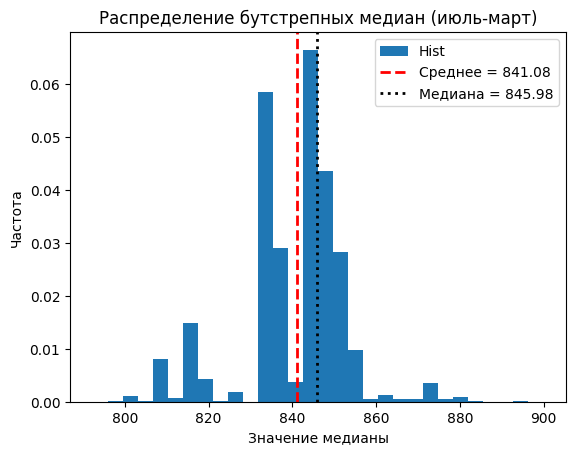 Распределение бутстрепных медиан (июль-март)
Hist
Среднее = 841.08
Медиана = 845.98
Частота
0.06
0.05
0.04
0.03
0.02
0.01
0.00
800 820 840 860 880 900
Значение медианы